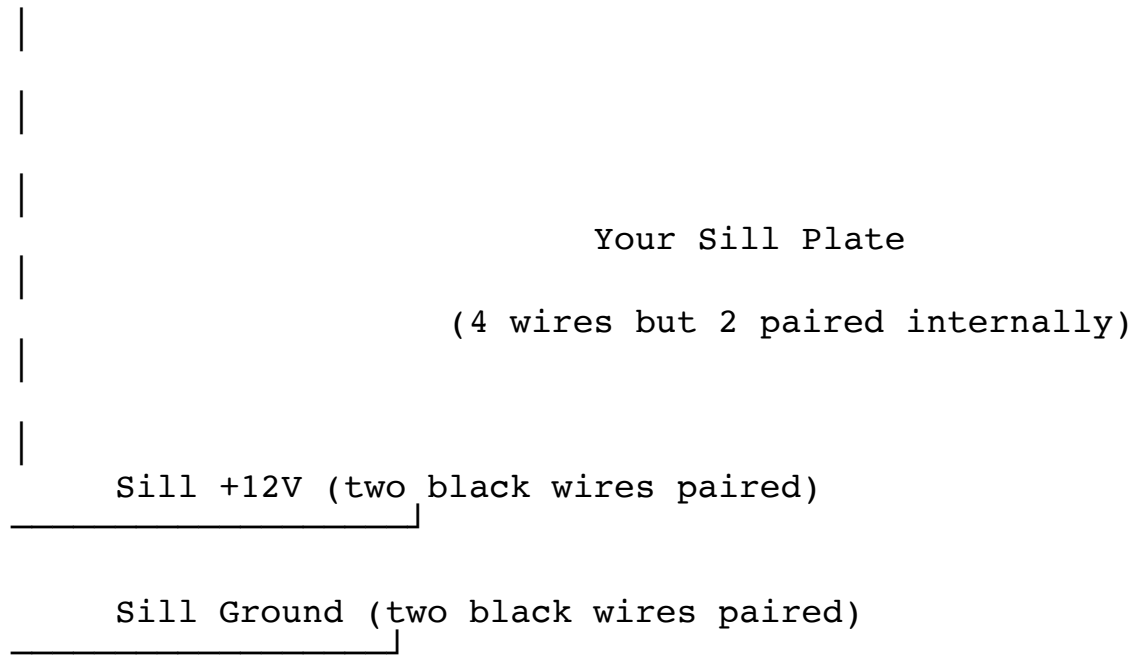 Your Sill Plate
(4 wires but 2 paired internally)
Sill +12V (two black wires paired)
Sill Ground (two black wires paired)